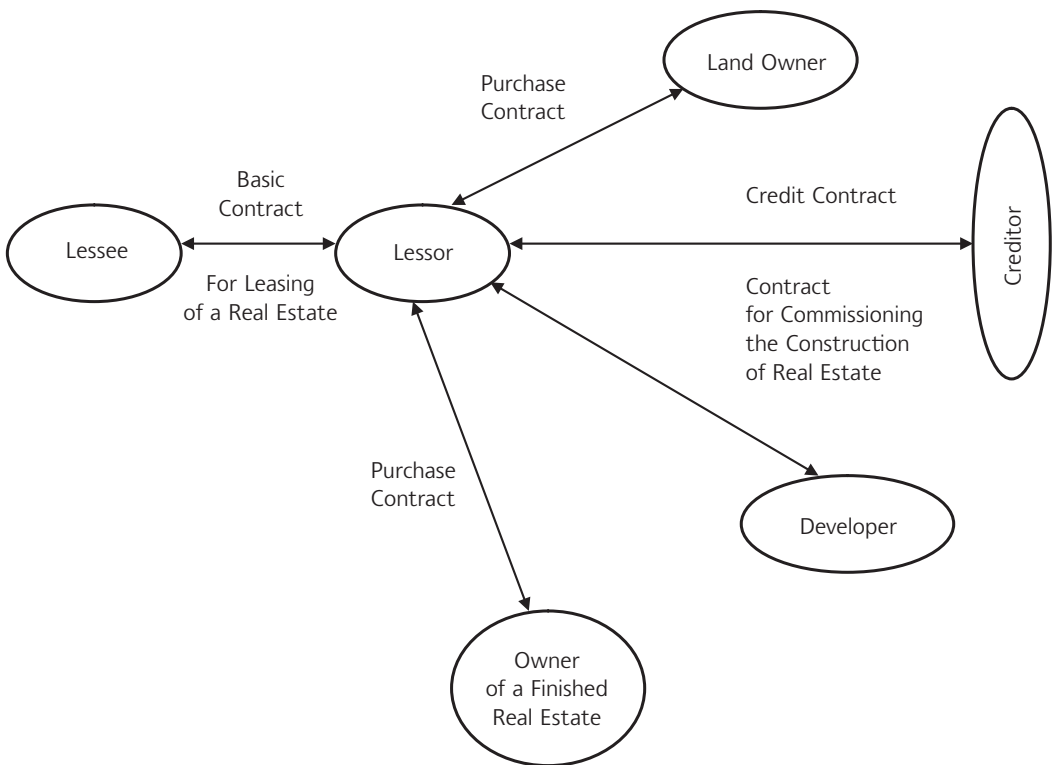 Land Owner
Purchase
Contract
Basic
Contract
Credit Contract
Creditor
Lessee
Lessor
For Leasing
of a Real Estate
Contract
for Commissioning
the Construction
of Real Estate
Purchase
Contract
Developer
Owner
of a Finished
Real Estate